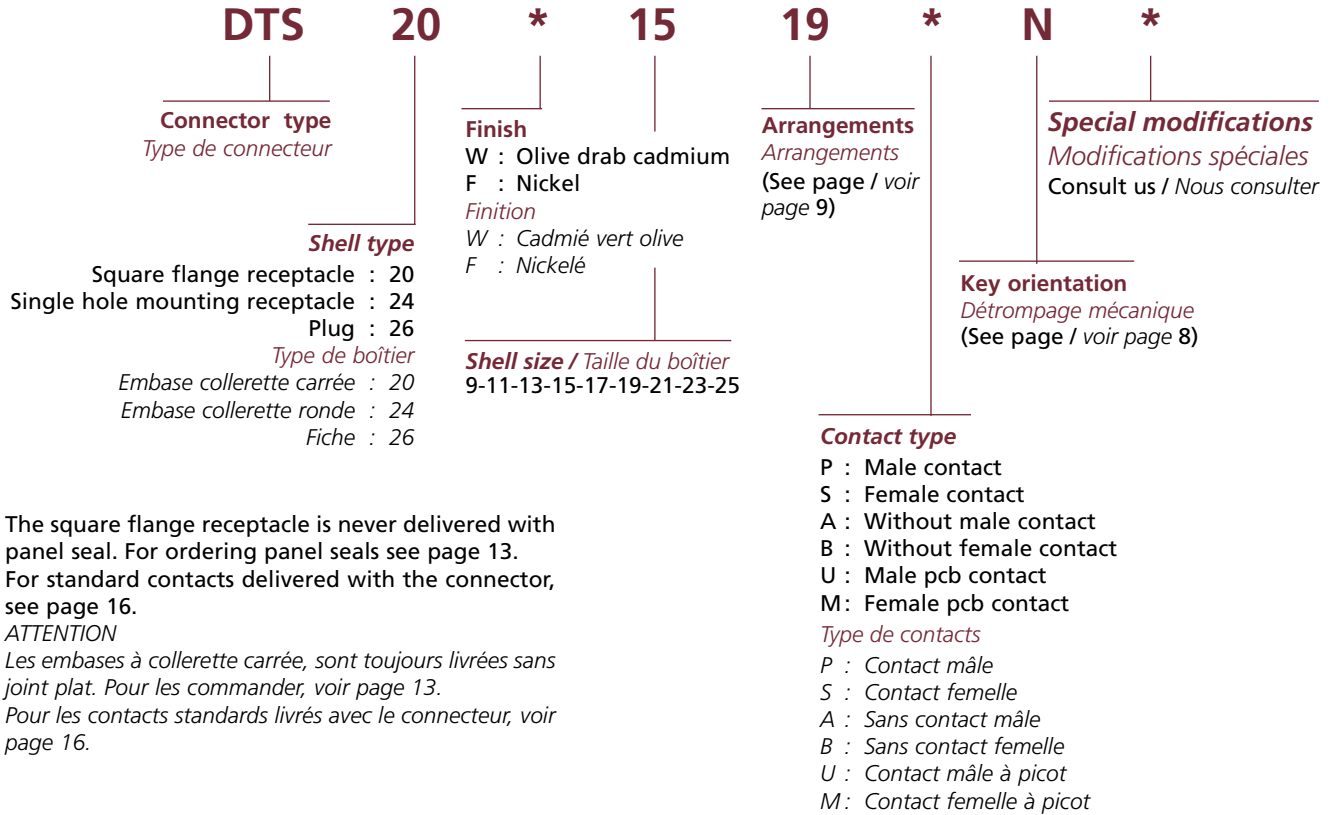 DTS 20 * 15 19 * N *
Connector type
Type de connecteur
Shell type
Square flange receptacle : 20
Single hole mounting receptacle : 24
Plug : 26
Type de boîtier
Embase collerette carrée : 20
Embase collerette ronde : 24
Fiche : 26
Finish
W : Olive drab cadmium
F : Nickel
Finition
W : Cadmié vert olive
F : Nickelé
Shell size / Taille du boîtier
9-11-13-15-17-19-21-23-25
Arrangements
Arrangements
(See page / voir
page 9)
Contact type
P : Male contact
S : Female contact
A : Without male contact
B : Without female contact
U : Male pcb contact
M : Female pcb contact
Type de contacts
P : Contact mâle
S : Contact femelle
A : Sans contact mâle
B : Sans contact femelle
U : Contact mâle à picot
M : Contact femelle à picot
Key orientation
Détrompage mécanique
(See page / voir page 8)
Special modifications
Modifications spéciales
Consult us / Nous consulter
The square flange receptacle is never delivered with
panel seal. For ordering panel seals see page 13.
For standard contacts delivered with the connector,
see page 16.
ATTENTION
Les embases à collerette carrée, sont toujours livrées sans
joint plat. Pour les commander, voir page 13.
Pour les contacts standards livrés avec le connecteur, voir
page 16.